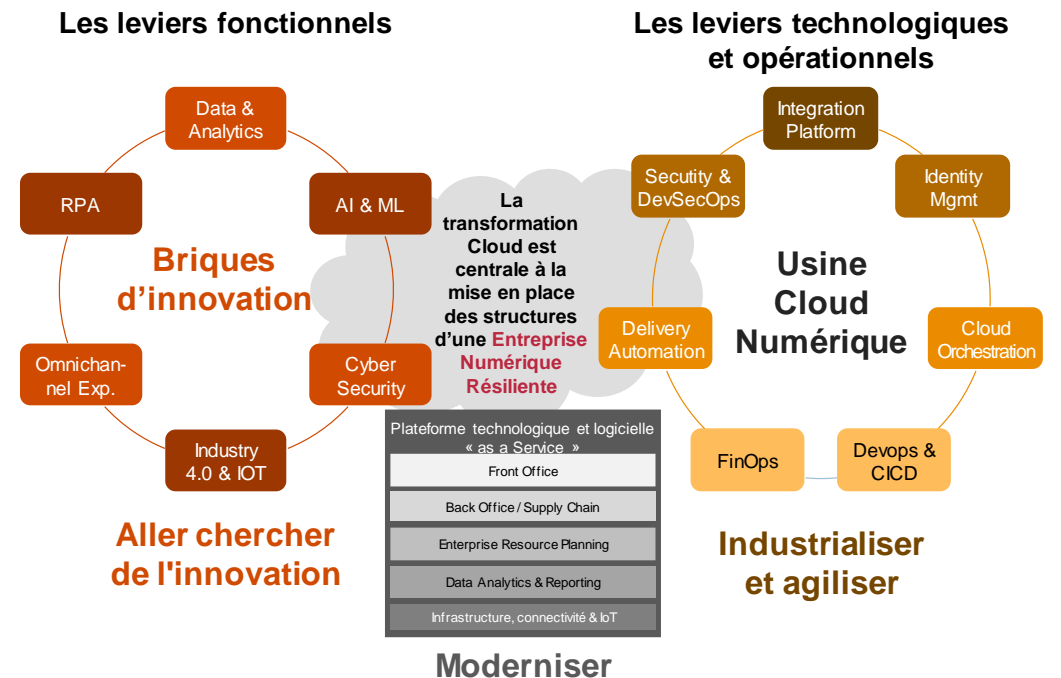 Les leviers fonctionnels
Les leviers technologiques
et opérationnels
Data &
Analytics
RPA
AI & ML
Briques
d’innovation
Omnichan-
nel Exp.
Cyber
Security
Industry
4.0 & IOT
Aller chercher
de l'innovation
La
transformation
Cloud est
centrale à la
mise en place
des structures
d’une Entreprise
Numérique
Résiliente
Plateforme technologique et logicielle
« as a Service »
Front Office
Back Office / Supply Chain
Enterprise Resource Planning
Data Analytics & Reporting
Infrastructure, connectivité & IoT
Moderniser
Integration
Platform
Secutity &
DevSecOps
Identity
Mgmt
Usine
Cloud
Numérique
Delivery
Automation
Cloud
Orchestration
FinOps
Devops &
CICD
Industrialiser
et agiliser